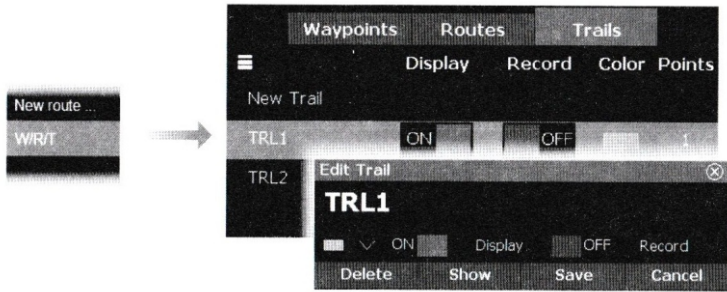 Waypoints Routes Trails
Display Record Color Points
New route ...
New Trail
W/R/T
TRL1 ON OFF 1
TRL2
Edit Trail
TRL1
ON Display OFF Record
Delete Show Save Cancel